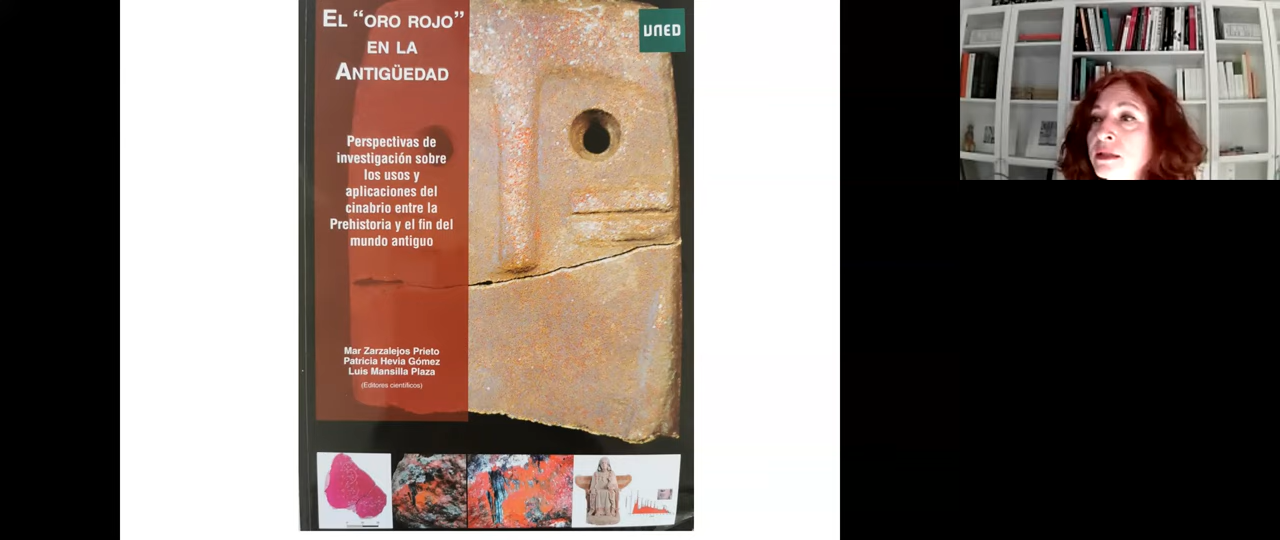 EL “ORO ROJO”
EN LA
ANTIGÜEDAD
UNED
Perspectivas de
investigación sobre
los usos y
aplicaciones del
cinabrio entre la
Prehistoria y el fin del
mundo antiguo
Mar Zarzalejos Prieto
Patricia Hevia Gómez
Luis Mansilla Plaza
(Editores científicos)